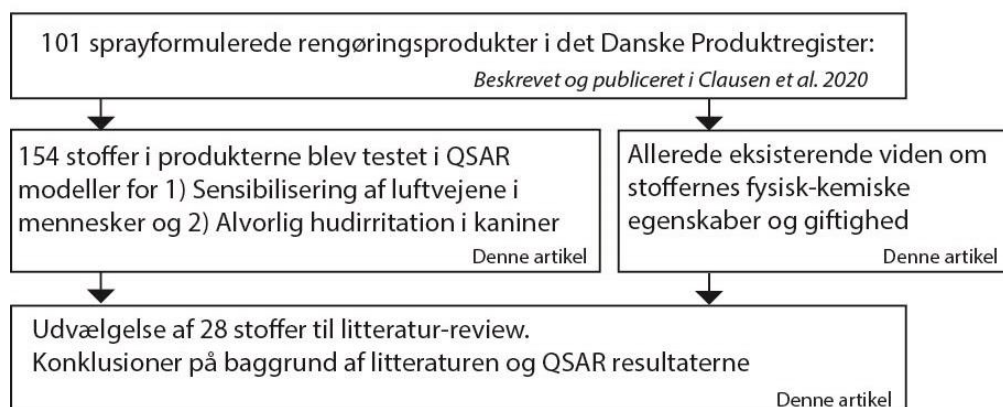 101 sprayformulerede rengøringsprodukter i det Danske Produktregister:
Beskrevet og publiceret i Clausen et al. 2020
154 stoffer i produkterne blev testet i QSAR
modeller for 1) Sensibilisering af luftvejene i
mennesker og 2) Alvorlig hudirritation i kaniner
Denne artikel
Allerede eksisterende viden om
stoffernes fysisk-kemiske
egenskaber og giftighed
Denne artikel
Udvælgelse af 28 stoffer til litteratur-review.
Konklusioner på baggrund af litteraturen og QSAR resultaterne
Denne artikel